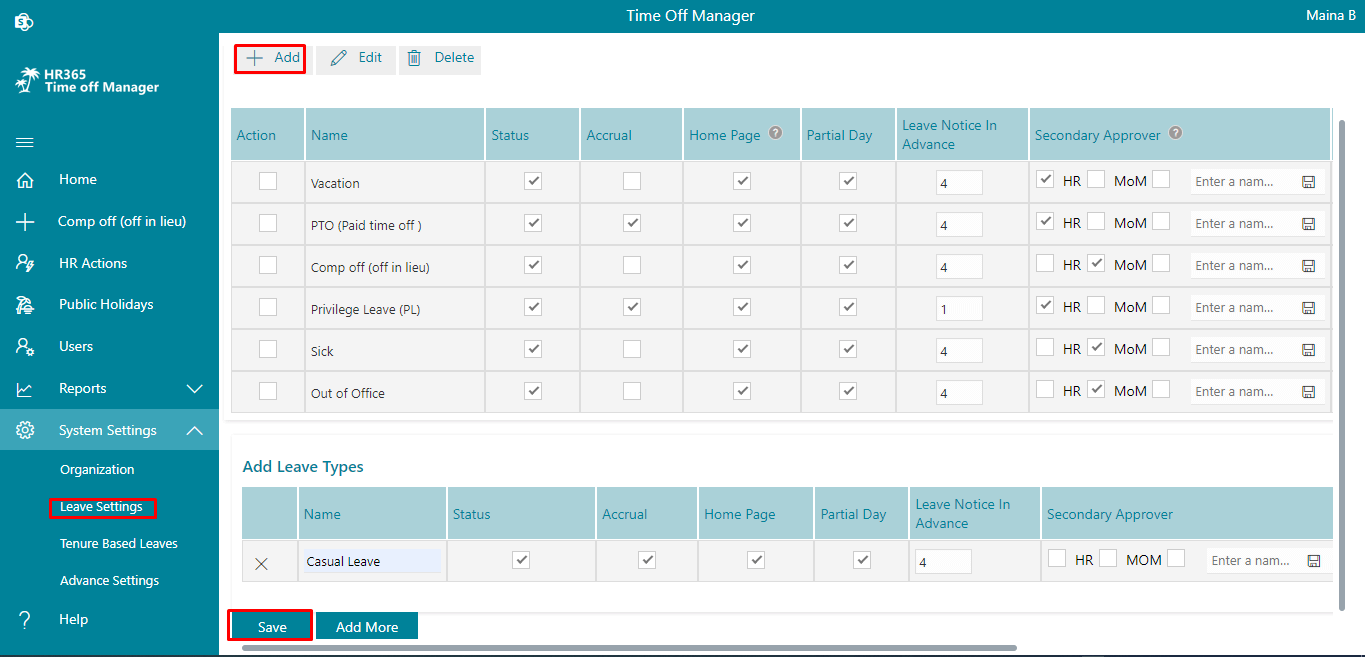 Time Off Manager
Maina B
HR365
Time off Manager
Home
Comp off (off in lieu)
HR Actions
Public Holidays
Users
Reports
System Settings
Organization
Leave Settings
Tenure Based Leaves
Advance Settings
? Help
Add Edit Delete
Action Name Status Accrual Home Page ? Partial Day Leave Notice In Advance Secondary Approver ?
Vacation 4 HR MoM Enter a nam...
PTO (Paid time off ) 4 HR MoM Enter a nam...
Comp off (off in lieu) 4 HR MoM Enter a nam...
Privilege Leave (PL) 1 HR MoM Enter a nam...
Sick 4 HR MoM Enter a nam...
Out of Office 4 HR MoM Enter a nam...
Add Leave Types
Name Status Accrual Home Page Partial Day Leave Notice In Advance Secondary Approver
Casual Leave 4 HR MOM Enter a nam...
Save Add More